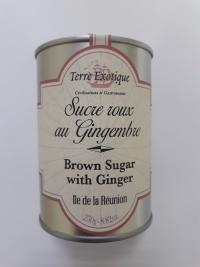 Terre Exotique
Sucre roux
au Gingembre
Brown Sugar
with Ginger
Ile de la Réunion